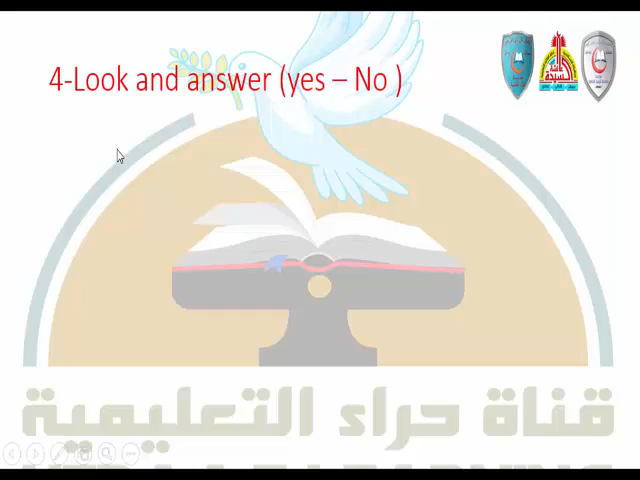 4-Look and answer (yes – No )
قناة حراء التعليمية